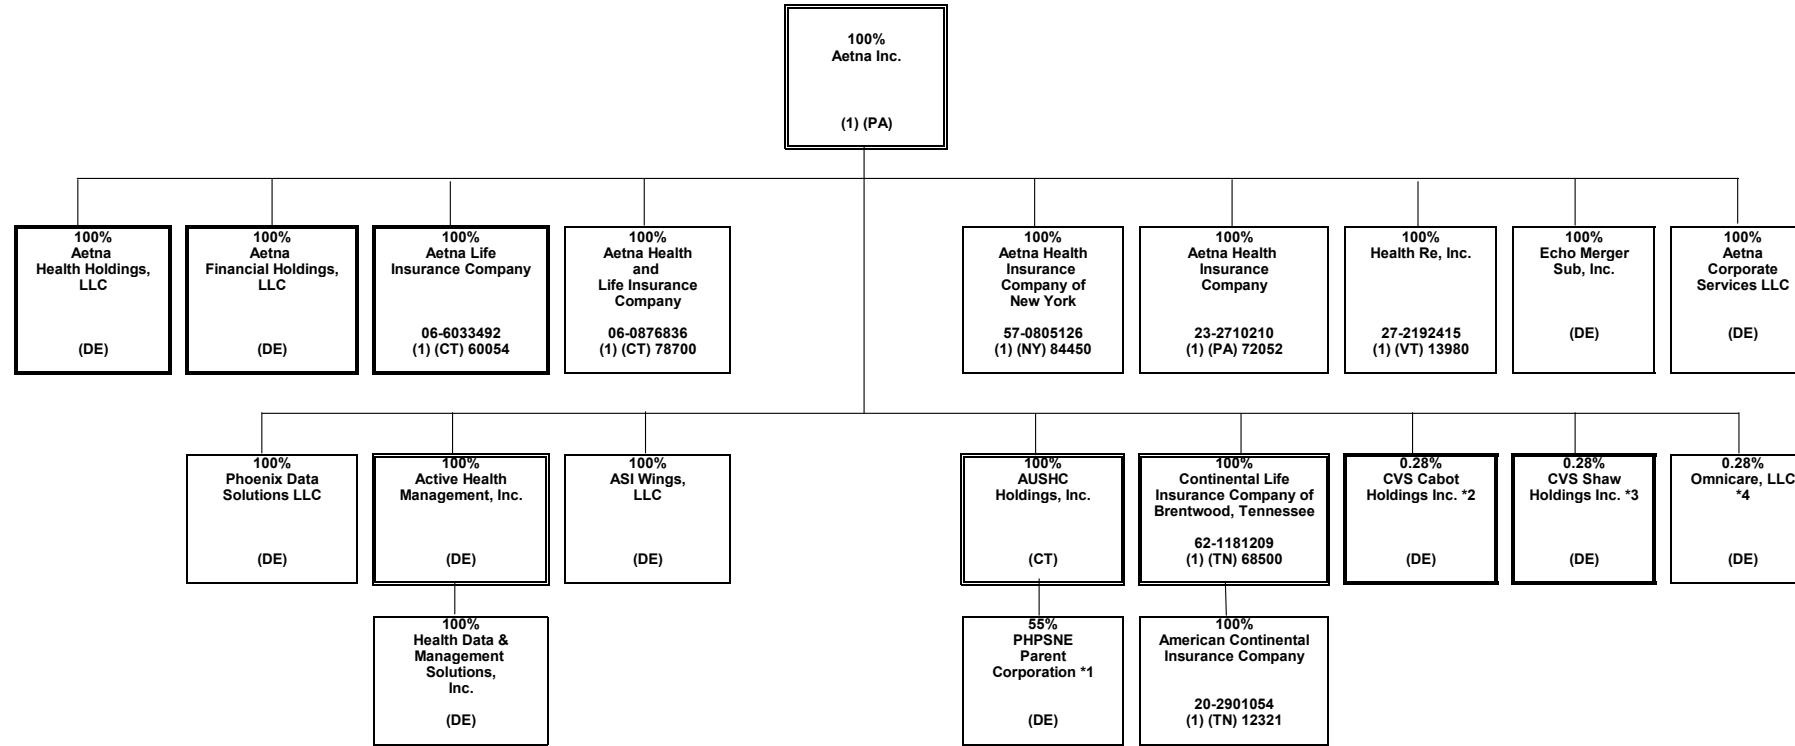 100%
Aetna Inc.
(1) (PA)
100%
Aetna
Health Holdings,
LLC
(DE)
100%
Aetna
Financial Holdings,
LLC
(DE)
100%
Aetna Life
Insurance Company
06-6033492
(1) (CT) 60054
100%
Aetna Health
and
Life Insurance
Company
06-0876836
(1) (CT) 78700
100%
Aetna Health
Insurance
Company of
New York
57-0805126
(1) (NY) 84450
100%
Aetna Health
Insurance
Company
23-2710210
(1) (PA) 72052
100%
Health Re, Inc.
27-2192415
(1) (VT) 13980
100%
Echo Merger
Sub, Inc.
(DE)
100%
Aetna
Corporate
Services LLC
(DE)
100%
Phoenix Data
Solutions LLC
(DE)
100%
Active Health
Management, Inc.
(DE)
100%
ASI Wings,
LLC
(DE)
100%
AUSHC
Holdings, Inc.
(CT)
100%
Continental Life
Insurance Company of
Brentwood, Tennessee
62-1181209
(1) (TN) 68500
0.28%
CVS Cabot
Holdings Inc. *2
(DE)
0.28%
CVS Shaw
Holdings Inc. *3
(DE)
0.28%
Omnicare, LLC
*4
(DE)
100%
Health Data &
Management
Solutions,
Inc.
(DE)
55%
PHPSNE
Parent
Corporation *1
(DE)
100%
American Continental
Insurance Company
20-2901054
(1) (TN) 12321